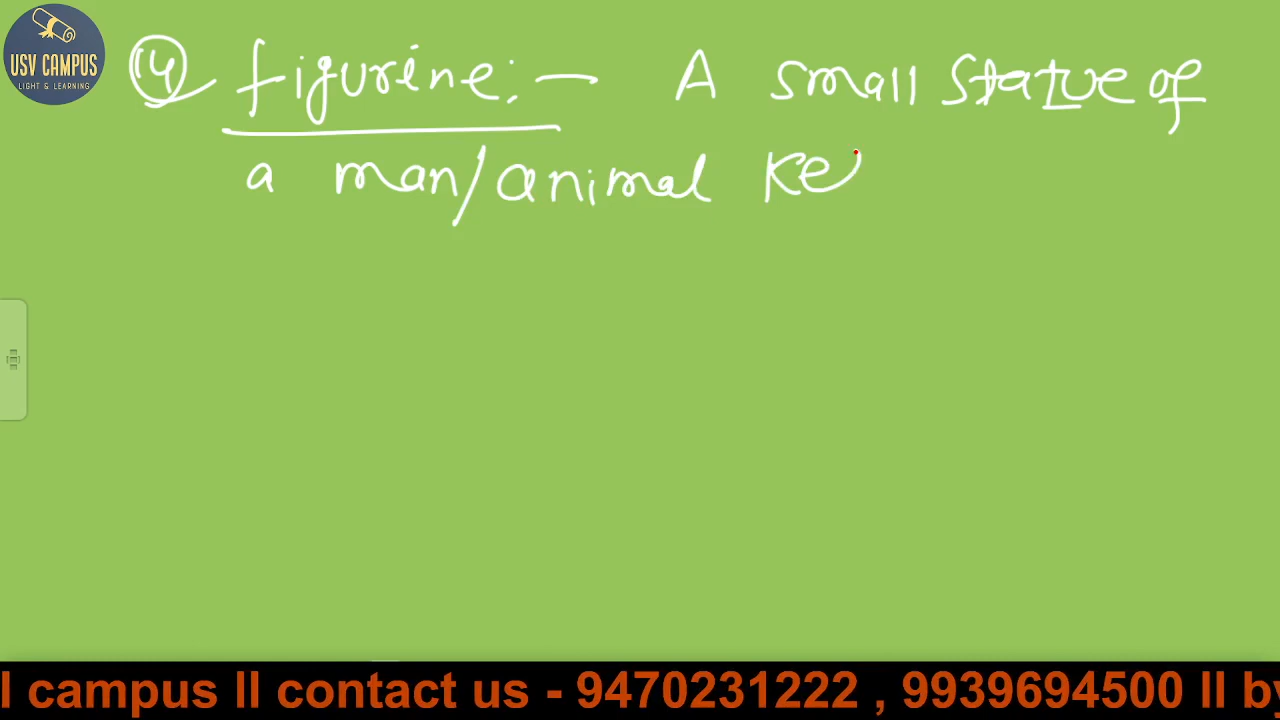 USV CAMPUS
LIGHT & LEARNING
14 figurine :— A small statue of
a man/animal Ke
l campus ll contact us - 9470231222 , 9939694500 ll by